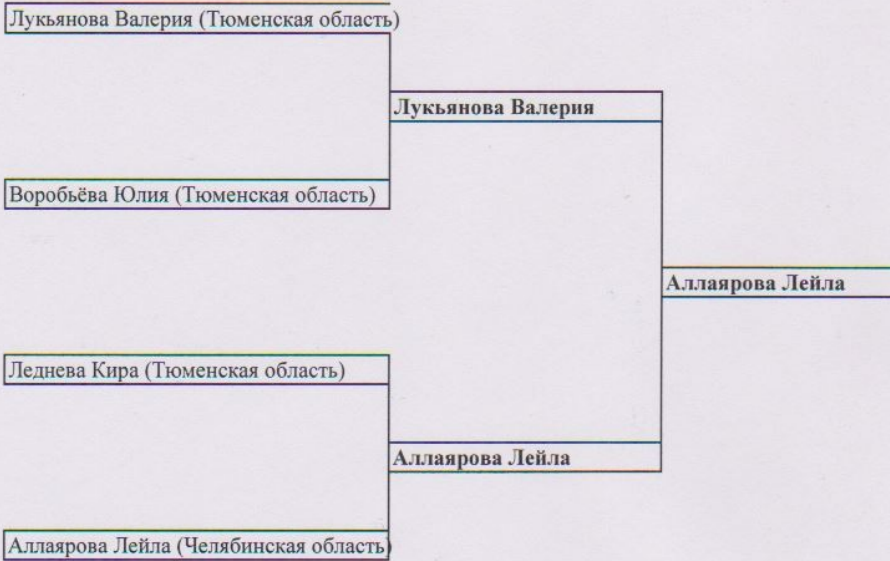 Лукьянова Валерия (Тюменская область)
Лукьянова Валерия
Воробьёва Юлия (Тюменская область)
Аллаярова Лейла
Леднева Кира (Тюменская область)
Аллаярова Лейла
Аллаярова Лейла (Челябинская область)